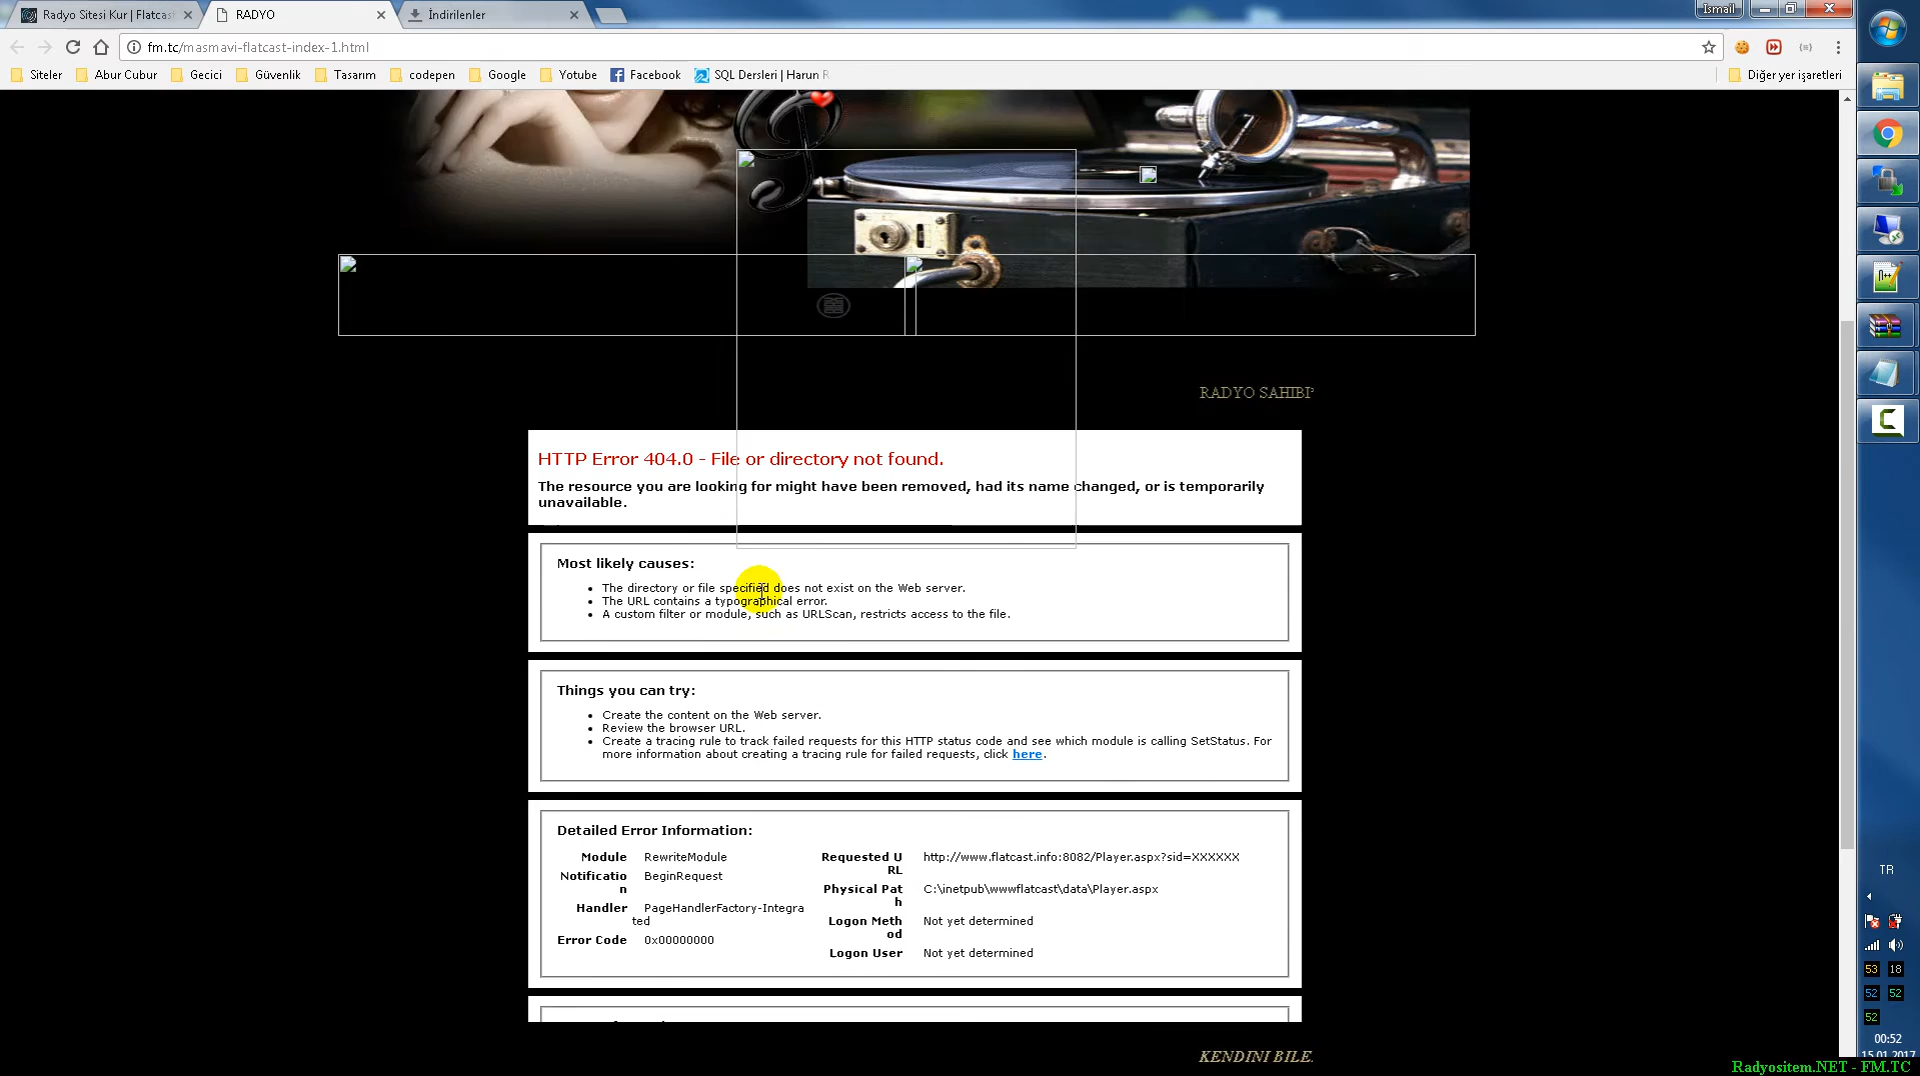 Radyo Sitesi Kur | Flatcas
RADYO
İndirilenler
Ismail
fm.tc/masmavi-flatcast-index-1.html
Siteler
Abur Cubur
Gecici
Güvenlik
Tasarım
codepen
Google
Yotube
Facebook
SQL Dersleri | Harun R
Diğer yer işaretleri
RADYO SAHIBI
HTTP Error 404.0 - File or directory not found.
The resource you are looking for might have been removed, had its name changed, or is temporarily
unavailable.
Most likely causes:
• The directory or file specified does not exist on the Web server.
• The URL contains a typographical error.
• A custom filter or module, such as URLScan, restricts access to the file.
Things you can try:
• Create the content on the Web server.
• Review the browser URL.
• Create a tracing rule to track failed requests for this HTTP status code and see which module is calling SetStatus. For
more information about creating a tracing rule for failed requests, click here.
Detailed Error Information:
Module RewriteModule
Notificatio
n BeginRequest
Handler PageHandlerFactory-Integra
ted
Error Code 0x00000000
Requested U
RL http://www.flatcast.info:8082/Player.aspx?sid=XXXXXX
Physical Pat
h C:\inetpub\wwwflatcast\data\Player.aspx
Logon Meth
od Not yet determined
Logon User Not yet determined
KENDINI BILE.
TR
53 18
52 52
52
00:52
15.01.2017
Radyositem.NET - FM.TC